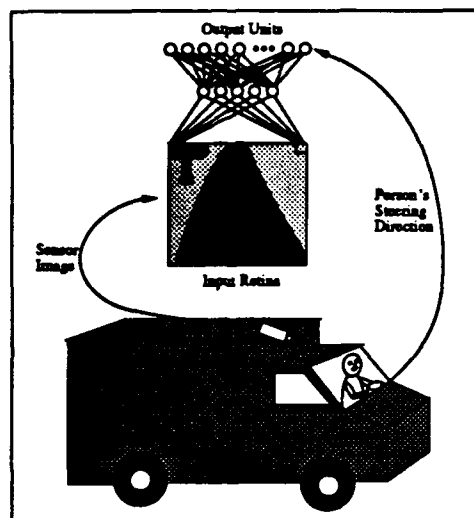 Output Units
Person's
Steering
Direction
Sensor
Image
Input Retina